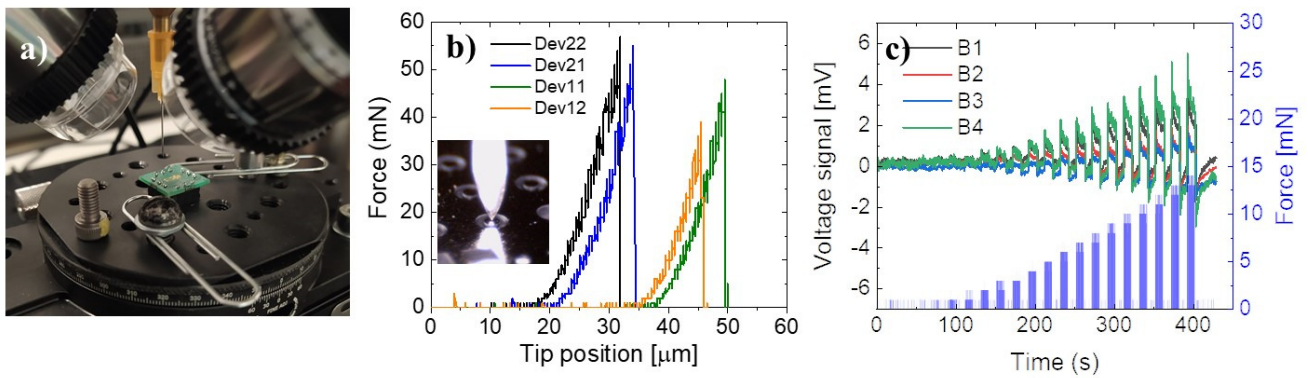 a)
b)
Dev22
Dev21
Dev11
Dev12
Force (mN)
60
50
40
30
20
10
0
0 10 20 30 40 50 60
Tip position [μm]
c)
B1
B2
B3
B4
Voltage signal [mV]
6
4
2
0
-2
-4
-6
30
25
20
15
10
5
0
Force [mN]
0 100 200 300 400
Time (s)